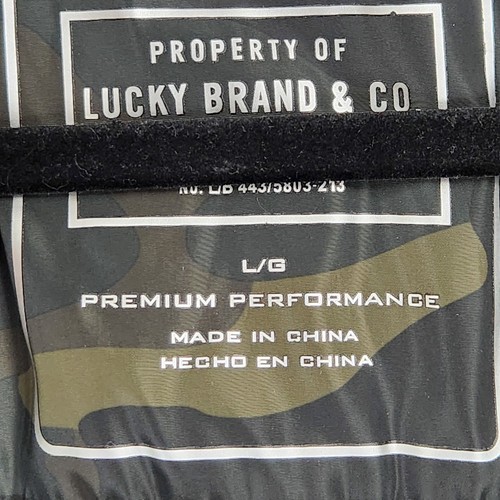 PROPERTY OF
LUCKY BRAND & CO.
No. L/B 443/5803-213
L/G
PREMIUM PERFORMANCE
MADE IN CHINA
HECHO EN CHINA